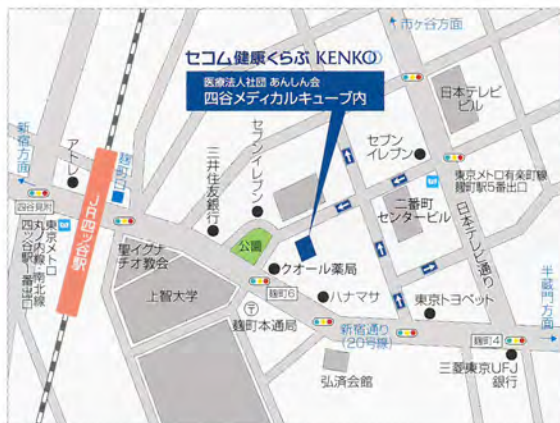 市ヶ谷方面
セコム健康くらぶ KENKO
医療法人社団 あんしん会
四谷メディカルキューブ内
日本テレビ
ビル
新宿方面
アトレ
麹町口
三井住友銀行
セブンイレブン
セブン
イレブン
東京メトロ有楽町線
麹町駅5番出口
四谷見附
JR四ッ谷駅
東京メトロ
丸ノ内線・南北線
四ッ谷駅1番出口
二番町
センタービル
日本テレビ通り
聖イグナ
チオ教会
公園
クオール薬局
上智大学
麹町6
ハナマサ
東京トヨペット
半蔵門方面
〒
麹町本通局
新宿通り
(20号線)
麹町4
弘済会館
三菱東京UFJ
銀行